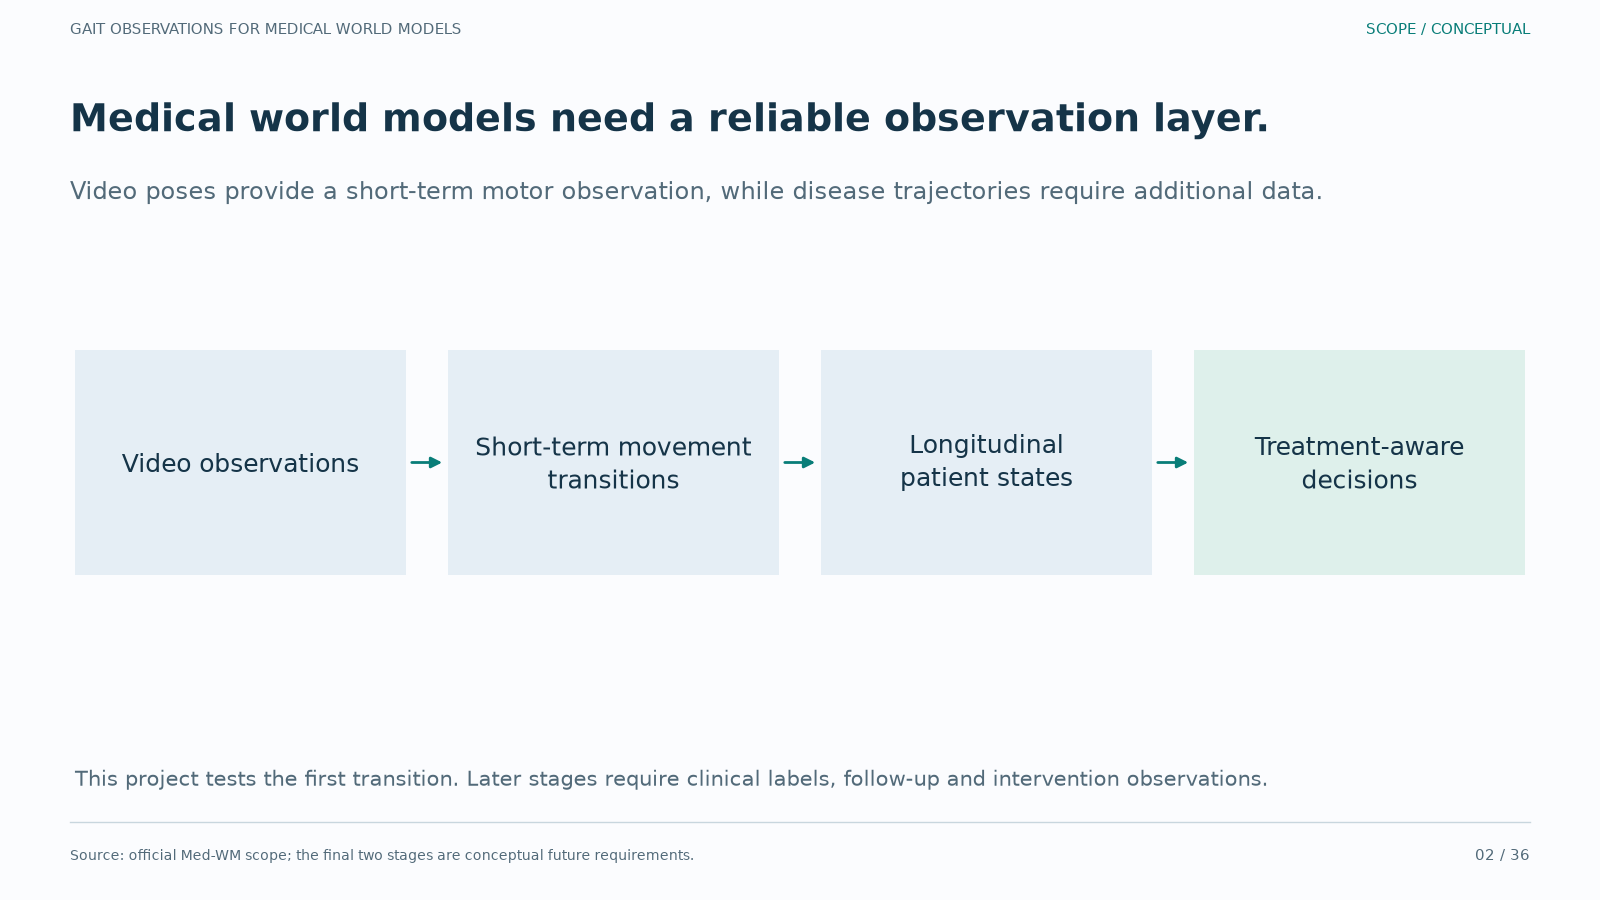 GAIT OBSERVATIONS FOR MEDICAL WORLD MODELS
SCOPE / CONCEPTUAL
Medical world models need a reliable observation layer.
Video poses provide a short-term motor observation, while disease trajectories require additional data.
Video observations
Short-term movement
transitions
Longitudinal
patient states
Treatment-aware
decisions
This project tests the first transition. Later stages require clinical labels, follow-up and intervention observations.
Source: official Med-WM scope; the final two stages are conceptual future requirements.
02 / 36